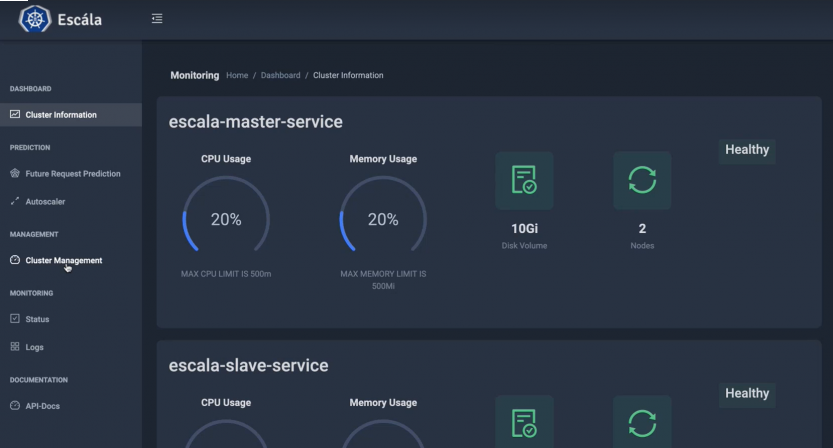 Escála
DASHBOARD
Cluster Information
PREDICTION
Future Request Prediction
Autoscaler
MANAGEMENT
Cluster Management
MONITORING
Status
Logs
DOCUMENTATION
API-Docs
Monitoring Home / Dashboard / Cluster Information
escala-master-service
Healthy
CPU Usage
20%
MAX CPU LIMIT IS 500m
Memory Usage
20%
MAX MEMORY LIMIT IS
500Mi
10Gi
Disk Volume
2
Nodes
escala-slave-service
Healthy
CPU Usage
Memory Usage